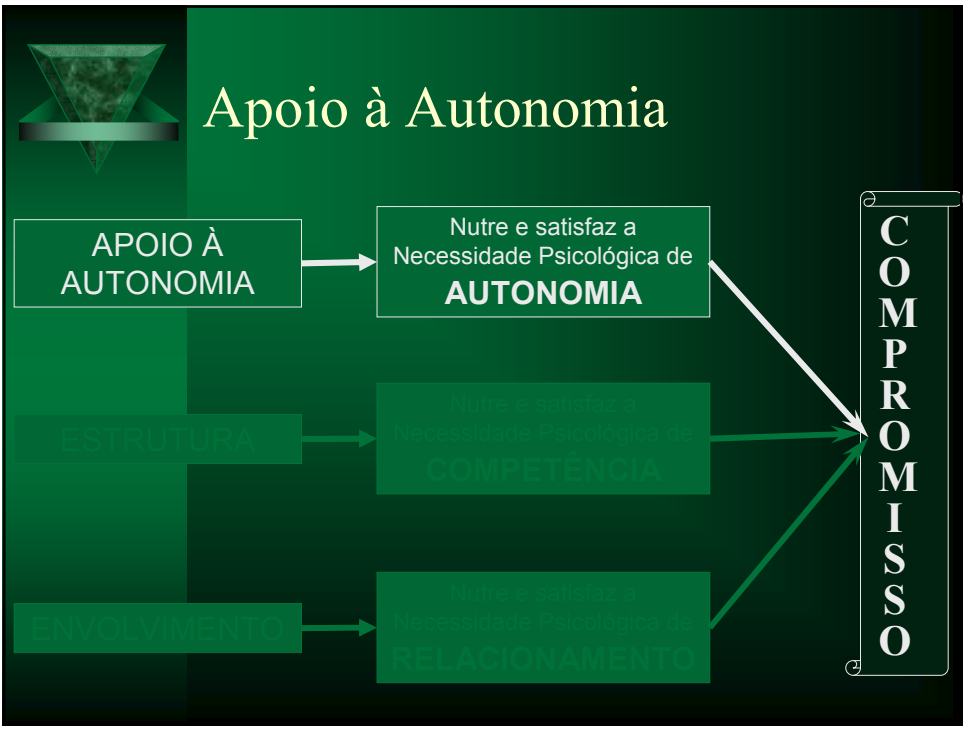 Apoio à Autonomia
APOIO À
AUTONOMIA
Nutre e satisfaz a
Necessidade Psicológica de
AUTONOMIA
ESTRUTURA
Nutre e satisfaz a
Necessidade Psicológica de
COMPETÊNCIA
ENVOLVIMENTO
Nutre e satisfaz a
Necessidade Psicológica de
RELACIONAMENTO
C
O
M
P
R
O
M
I
S
S
O